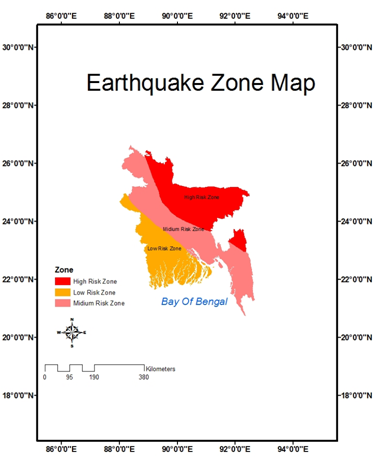 86°0'0"E 88°0'0"E 90°0'0"E 92°0'0"E 94°0'0"E
30°0'0"N 30°0'0"N
Earthquake Zone Map
28°0'0"N 28°0'0"N
26°0'0"N 26°0'0"N
High Risk Zone
24°0'0"N 24°0'0"N
Midium Risk Zone
Low Risk Zone
22°0'0"N 22°0'0"N
Zone
High Risk Zone
Low Risk Zone
Midium Risk Zone
Bay Of Bengal
N
W E
S
20°0'0"N 20°0'0"N
Kilometers
0 95 190 380
18°0'0"N 18°0'0"N
86°0'0"E 88°0'0"E 90°0'0"E 92°0'0"E 94°0'0"E